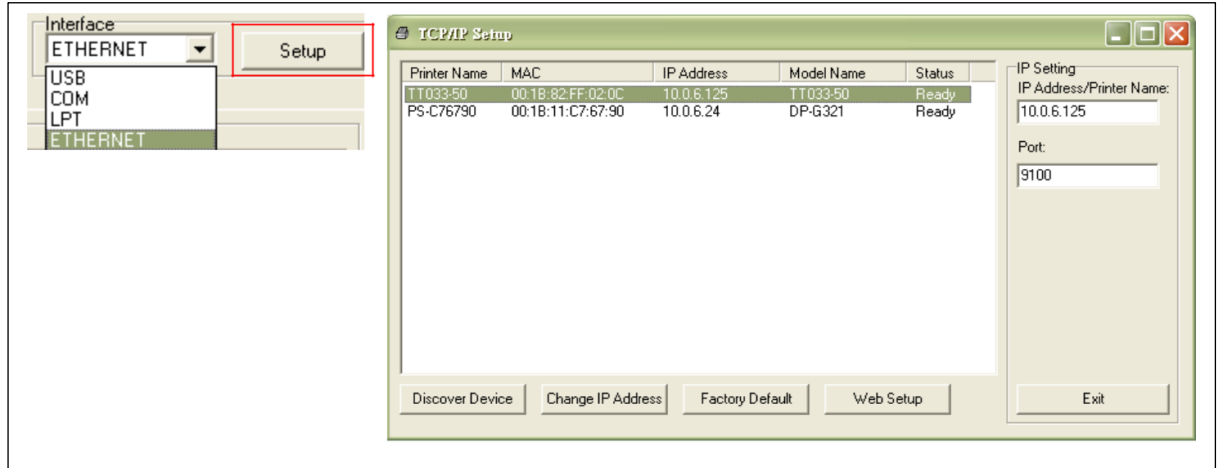 Interface
ETHERNET
Setup
USB
COM
LPT
ETHERNET
TCP/IP Setup
Printer Name MAC IP Address Model Name Status
TT033-50 00:1B:82:FF:02:0C 10.0.6.125 TT033-50 Ready
PS-C76790 00:1B:11:C7:67:90 10.0.6.24 DP-G321 Ready
IP Setting
IP Address/Printer Name:
10.0.6.125
Port:
9100
Discover Device Change IP Address Factory Default Web Setup Exit